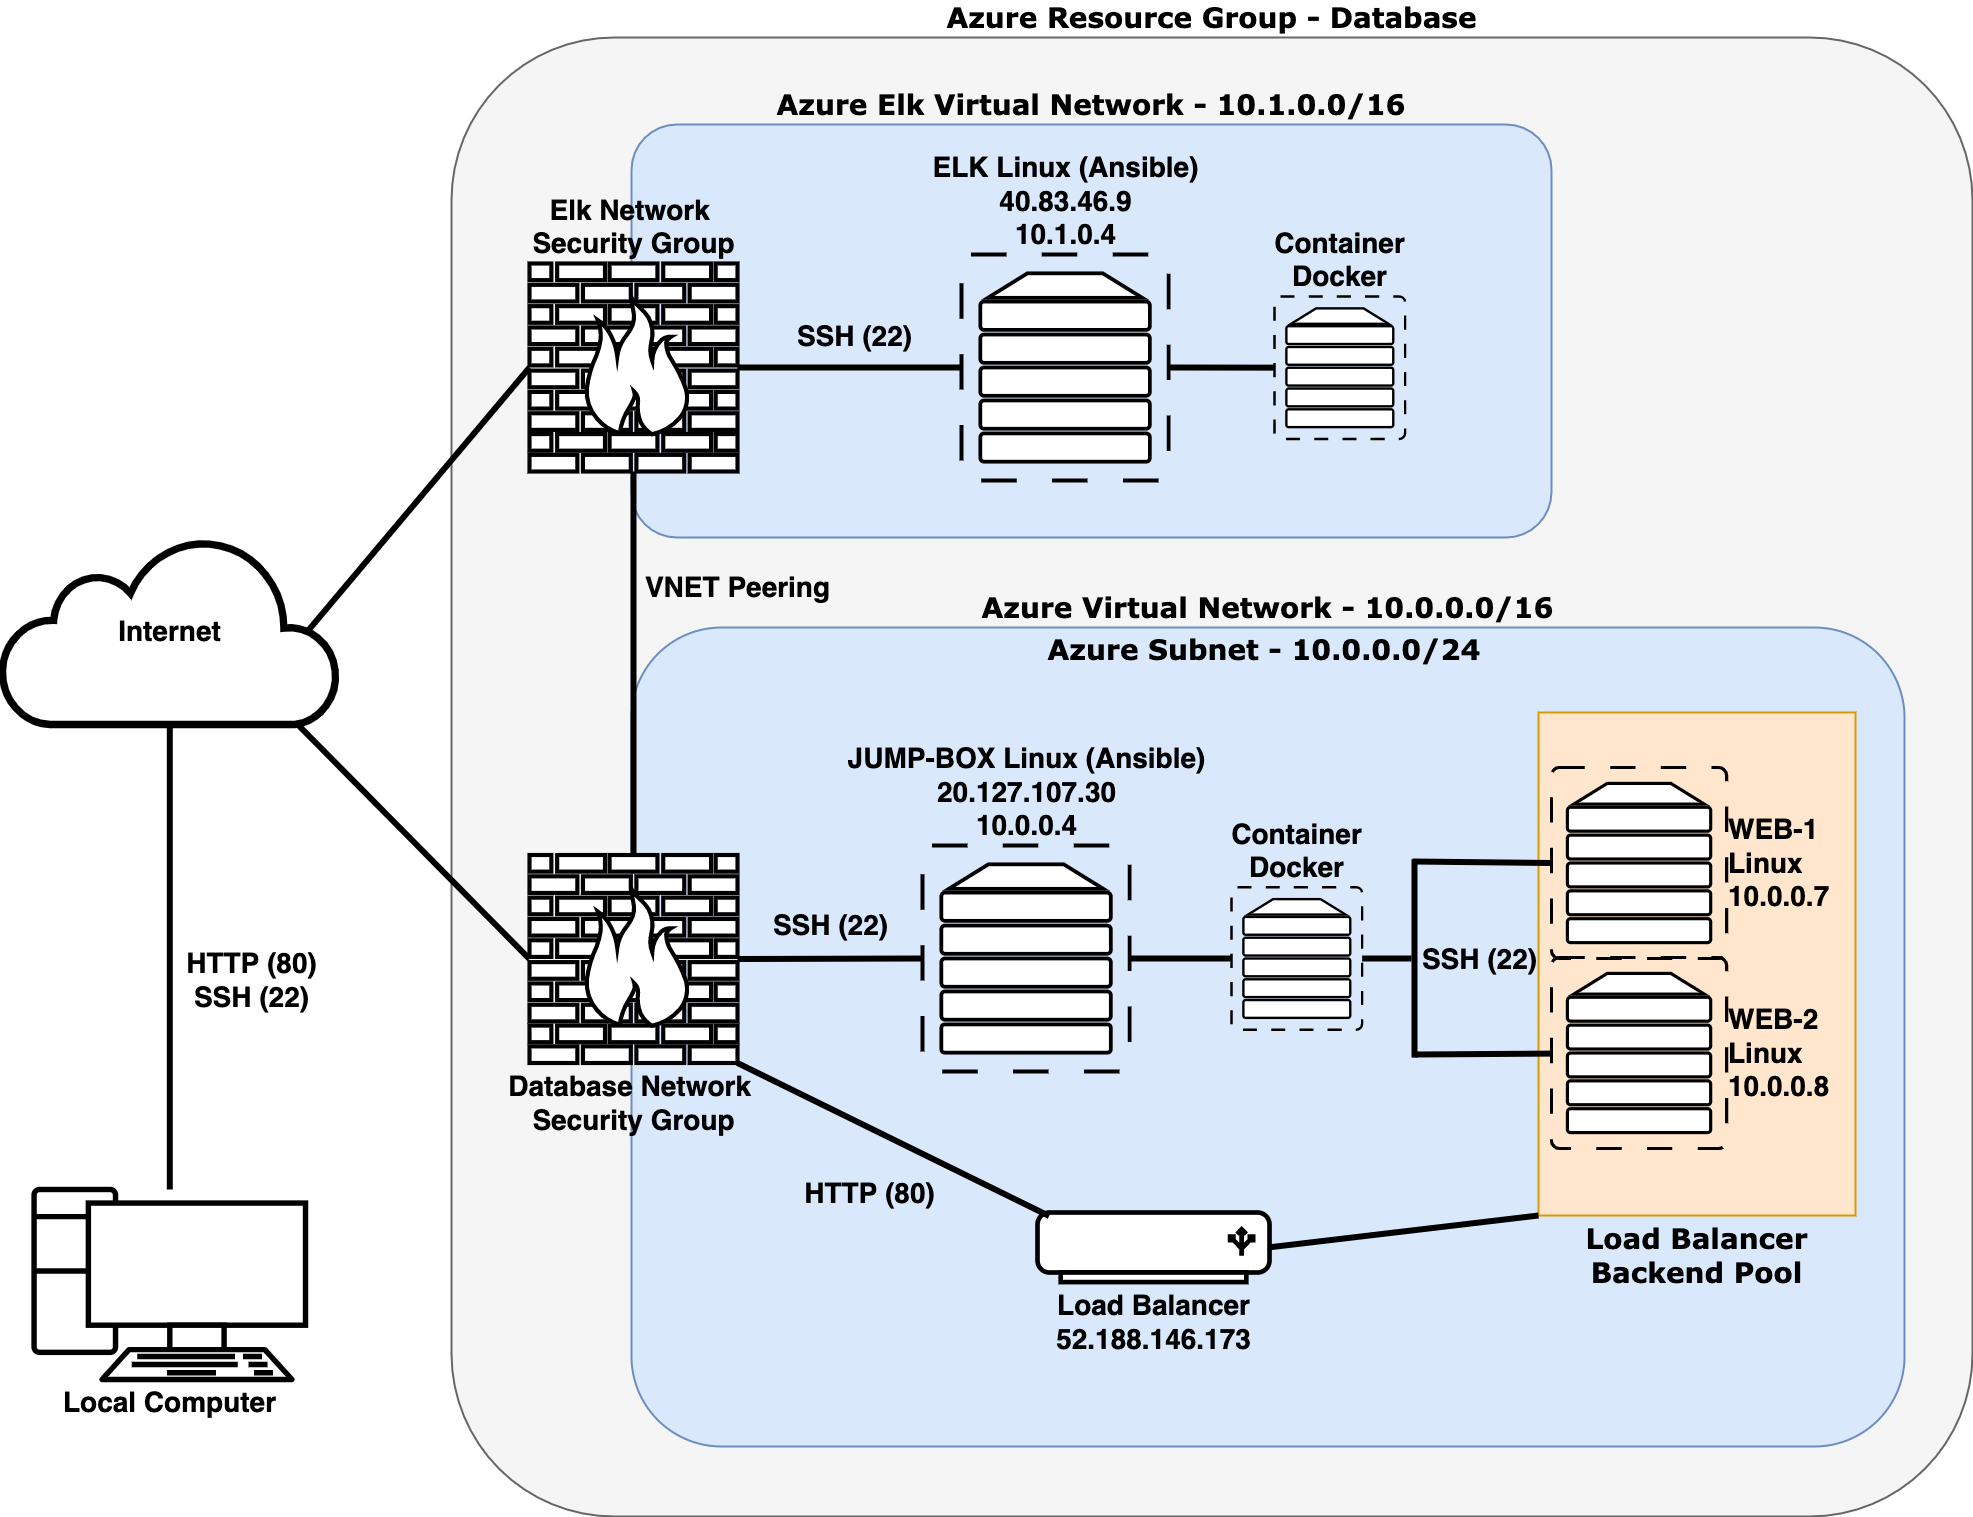 Azure Resource Group - Database
Azure Elk Virtual Network - 10.1.0.0/16
ELK Linux (Ansible)
40.83.46.9
10.1.0.4
Elk Network
Security Group
Container
Docker
SSH (22)
VNET Peering
Internet
Azure Virtual Network - 10.0.0.0/16
Azure Subnet - 10.0.0.0/24
JUMP-BOX Linux (Ansible)
20.127.107.30
10.0.0.4
Container
Docker
WEB-1
Linux
10.0.0.7
SSH (22)
SSH (22)
HTTP (80)
SSH (22)
WEB-2
Linux
10.0.0.8
Database Network
Security Group
HTTP (80)
Load Balancer
Backend Pool
Load Balancer
52.188.146.173
Local Computer